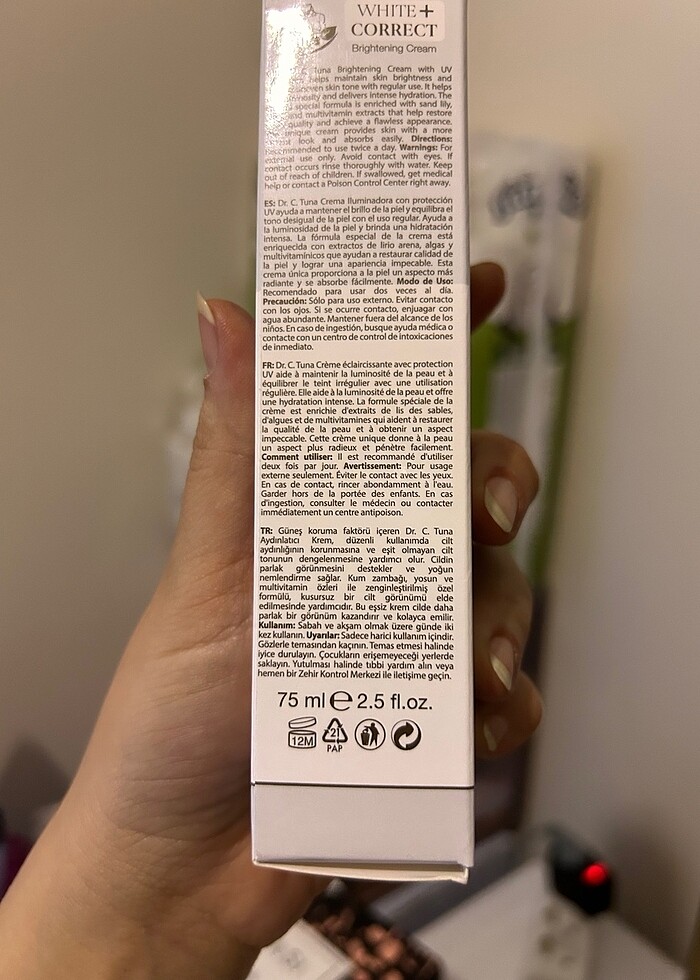 WHITE+
CORRECT
Brightening Cream
Tuna Brightening Cream with UV
helps maintain skin brightness and
uneven skin tone with regular use. It helps
and delivers intense hydration. The
special formula is enriched with sand lily,
and multivitamin extracts that help restore
quality and achieve a flawless appearance.
unique cream provides skin with a more
look and absorbs easily. Directions:
Recommended to use twice a day. Warnings: For
external use only. Avoid contact with eyes. If
contact occurs rinse thoroughly with water. Keep
out of reach of children. If swallowed, get medical
help or contact a Poison Control Center right away.
ES: Dr. C. Tuna Crema Iluminadora con protección
UV ayuda a mantener el brillo de la piel y equilibra el
tono desigual de la piel con el uso regular. Ayuda a
la luminosidad de la piel y brinda una hidratación
intensa. La fórmula especial de la crema está
enriquecida con extractos de lirio arena, algas y
multivitamínicos que ayudan a restaurar calidad de
la piel y lograr una apariencia impecable. Esta
crema única proporciona a la piel un aspecto más
radiante y se absorbe fácilmente. Modo de Uso:
Recomendado para usar dos veces al día.
Precaución: Sólo para uso externo. Evitar contacto
con los ojos. Si se ocurre contacto, enjuagar con
agua abundante. Mantener fuera del alcance de los
niños. En caso de ingestión, busque ayuda médica o
contacte con un centro de control de intoxicaciones
de inmediato.
FR: Dr. C. Tuna Crème éclaircissante avec protection
UV aide à maintenir la luminosité de la peau et à
équilibrer le teint irrégulier avec une utilisation
régulière. Elle aide à la luminosité de la peau et offre
une hydratation intense. La formule spéciale de la
crème est enrichie d'extraits de lis des sables,
d'algues et de multivitamines qui aident à restaurer
la qualité de la peau et à obtenir un aspect
impeccable. Cette crème unique donne à la peau
un aspect plus radieux et pénètre facilement.
Comment utiliser: Il est recommandé d'utiliser
deux fois par jour. Avertissement: Pour usage
externe seulement. Éviter le contact avec les yeux.
En cas de contact, rincer abondamment à l'eau.
Garder hors de la portée des enfants. En cas
d'ingestion, consulter le médecin ou contacter
immédiatement un centre antipoison.
TR: Güneş koruma faktörü içeren Dr. C. Tuna
Aydınlatıcı Krem, düzenli kullanımda cilt
aydınlığının korunmasına ve eşit olmayan cilt
tonunun dengelenmesine yardımcı olur. Cildin
parlak görünmesini destekler ve yoğun
nemlendirme sağlar. Kum zambağı, yosun ve
multivitamin özleri ile zenginleştirilmiş özel
formülü, kusursuz bir cilt görünümü elde
edilmesinde yardımcıdır. Bu eşsiz krem cilde daha
parlak bir görünüm kazandırır ve kolayca emilir.
Kullanım: Sabah ve akşam olmak üzere günde iki
kez kullanın. Uyarılar: Sadece harici kullanım içindir.
Gözlerle temasından kaçının. Temas etmesi halinde
iyice durulayın. Çocukların erişemeyeceği yerlerde
saklayın. Yutulması halinde tıbbi yardım alın veya
hemen bir Zehir Kontrol Merkezi ile iletişime geçin.
75 ml ℮ 2.5 fl.oz.
12M 21
PAP